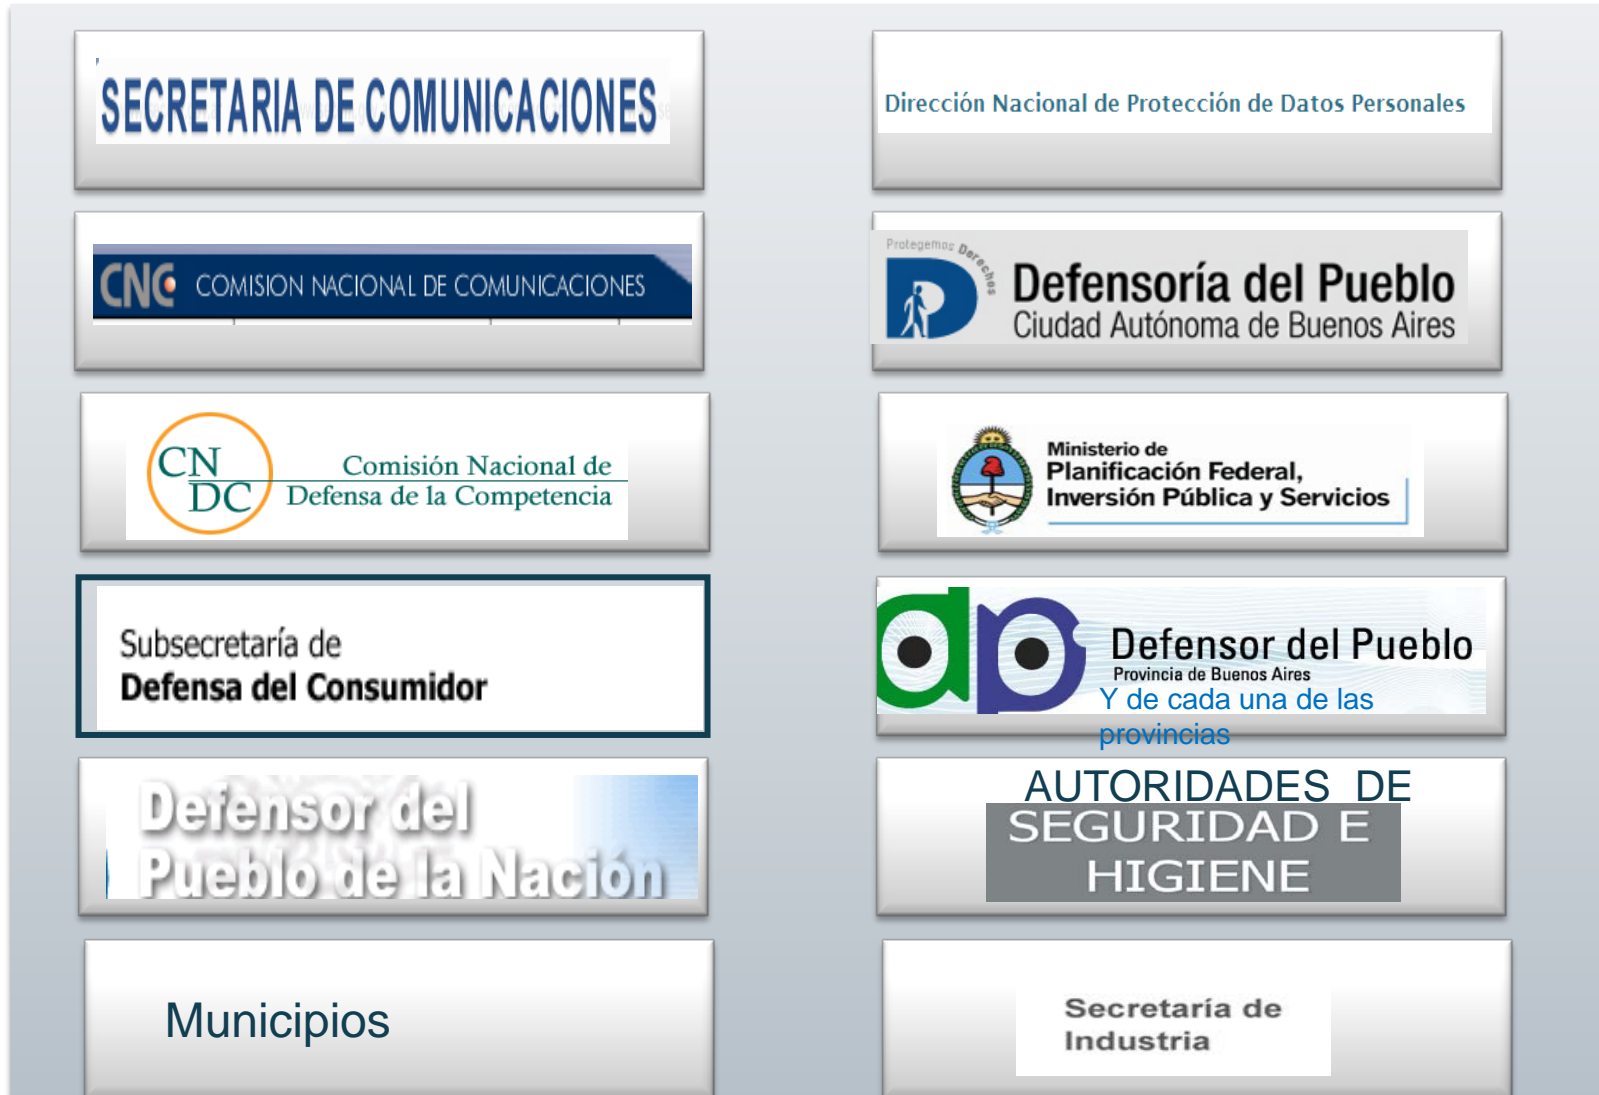 SECRETARIA DE COMUNICACIONES
Dirección Nacional de Protección de Datos Personales
CNC COMISION NACIONAL DE COMUNICACIONES
Protegemos Derechos
Defensoría del Pueblo
Ciudad Autónoma de Buenos Aires
CN
DC
Comisión Nacional de
Defensa de la Competencia
Ministerio de
Planificación Federal,
Inversión Pública y Servicios
Subsecretaría de
Defensa del Consumidor
Defensor del Pueblo
Provincia de Buenos Aires
Y de cada una de las
provincias
Defensor del
Pueblo de la Nación
AUTORIDADES DE
SEGURIDAD E
HIGIENE
Municipios
Secretaría de
Industria